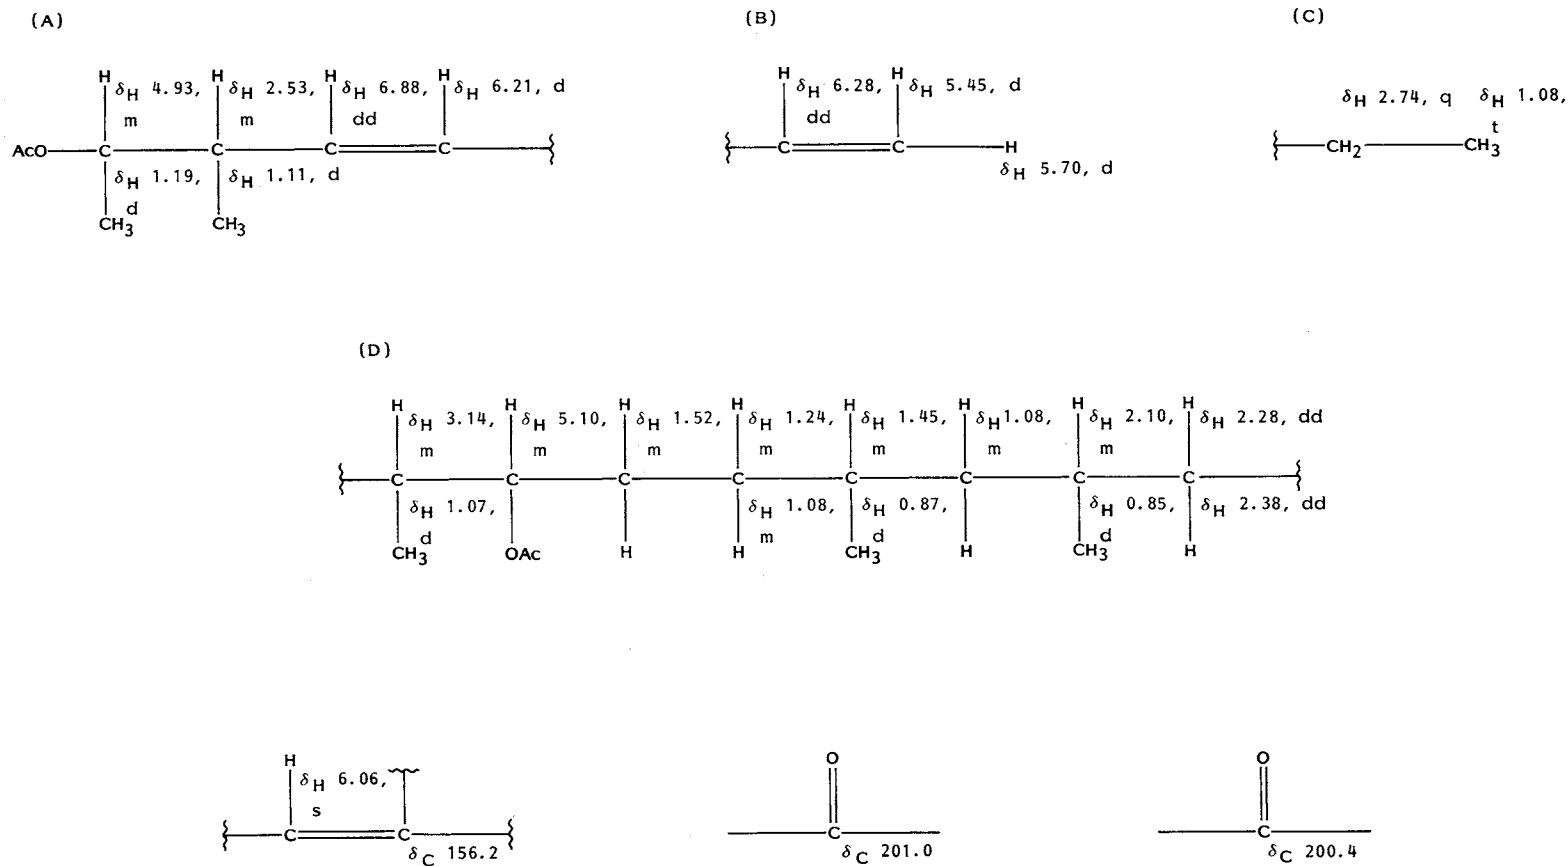 (A) (B) (C)
H δH 4.93, H δH 2.53, H δH 6.88, H δH 6.21, d H δH 6.28, H δH 5.45, d δH 2.74, q δH 1.08,
m m dd dd t
AcO C C C C C C H CH2 CH3
δH 1.19, δH 1.11, d δH 5.70, d
d
CH3 CH3
(D)
H δH 3.14, H δH 5.10, H δH 1.52, H δH 1.24, H δH 1.45, H δH 1.08, H δH 2.10, H δH 2.28, dd
m m m m m m m
C C C C C C C C
δH 1.07, δH 1.08, δH 0.87, δH 0.85, δH 2.38, dd
d m d d
CH3 OAc H H CH3 H CH3 H
H O O
δH 6.06,
s
C C C C
δC 156.2 δC 201.0 δC 200.4